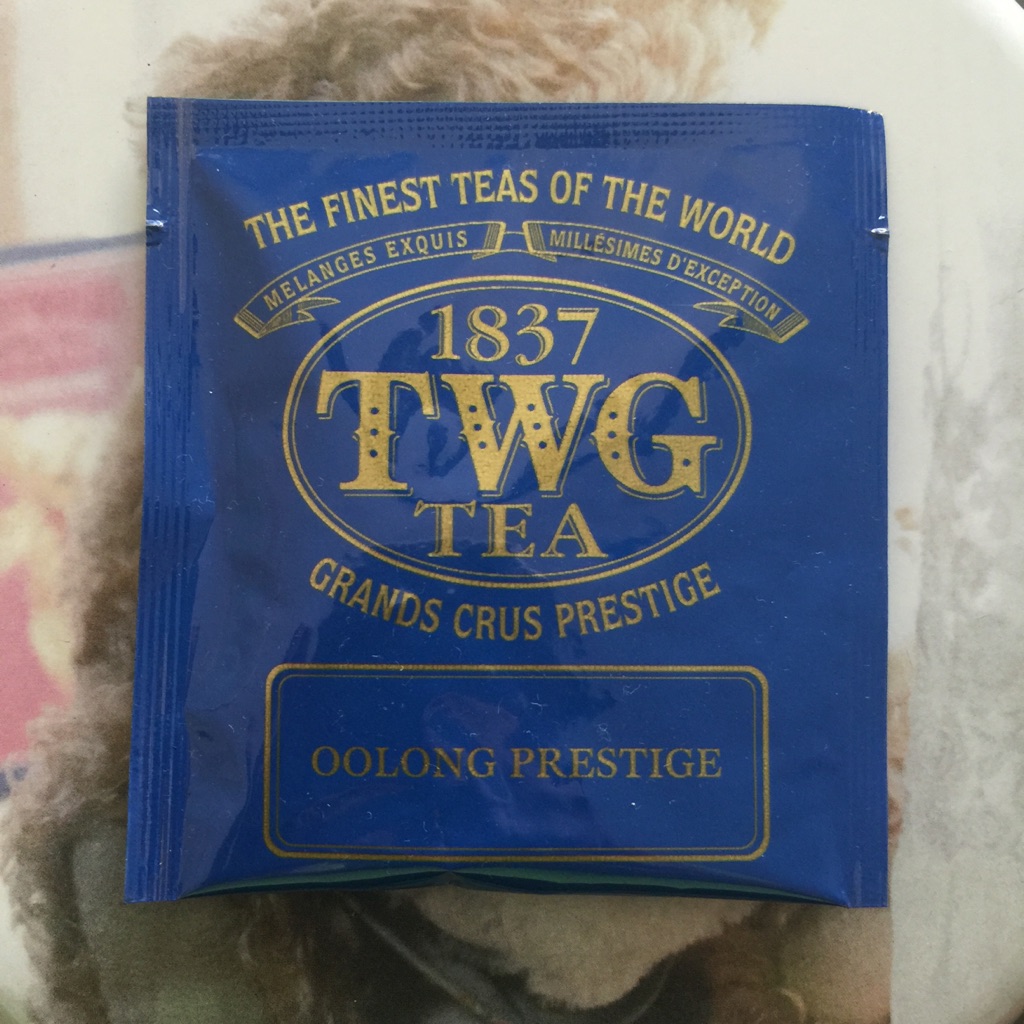 THE FINEST TEAS OF THE WORLD
MELANGES EXQUIS MILLÉSIMES D'EXCEPTION
1837
TWG
TEA
GRANDS CRUS PRESTIGE
OOLONG PRESTIGE